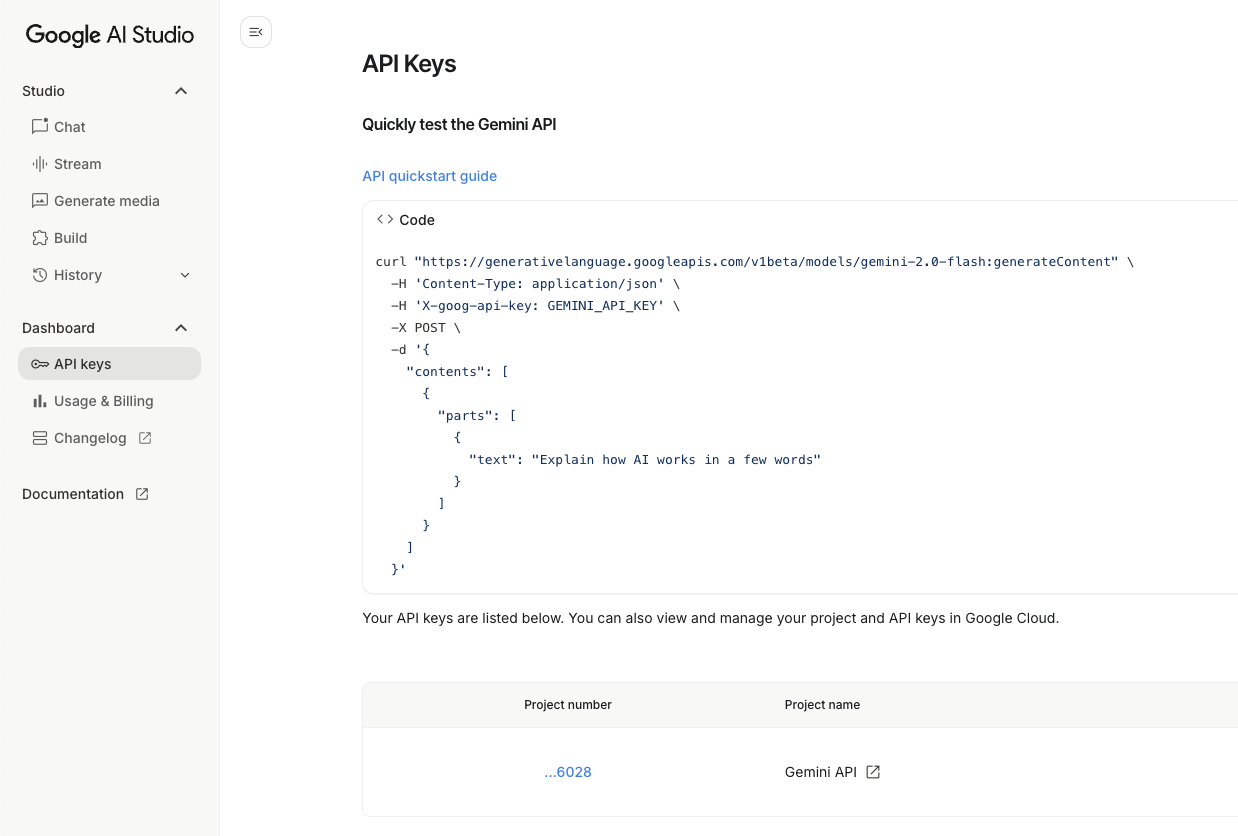 Google AI Studio
Studio
Chat
Stream
Generate media
Build
History
Dashboard
API keys
Usage & Billing
Changelog
Documentation
API Keys
Quickly test the Gemini API
API quickstart guide
Code
curl "https://generativelanguage.googleapis.com/v1beta/models/gemini-2.0-flash:generateContent" \
  -H 'Content-Type: application/json' \
  -H 'X-goog-api-key: GEMINI_API_KEY' \
  -X POST \
  -d '{
    "contents": [
      {
        "parts": [
          {
            "text": "Explain how AI works in a few words"
          }
        ]
      }
    ]
  }'
Your API keys are listed below. You can also view and manage your project and API keys in Google Cloud.
Project number Project name
...6028 Gemini API